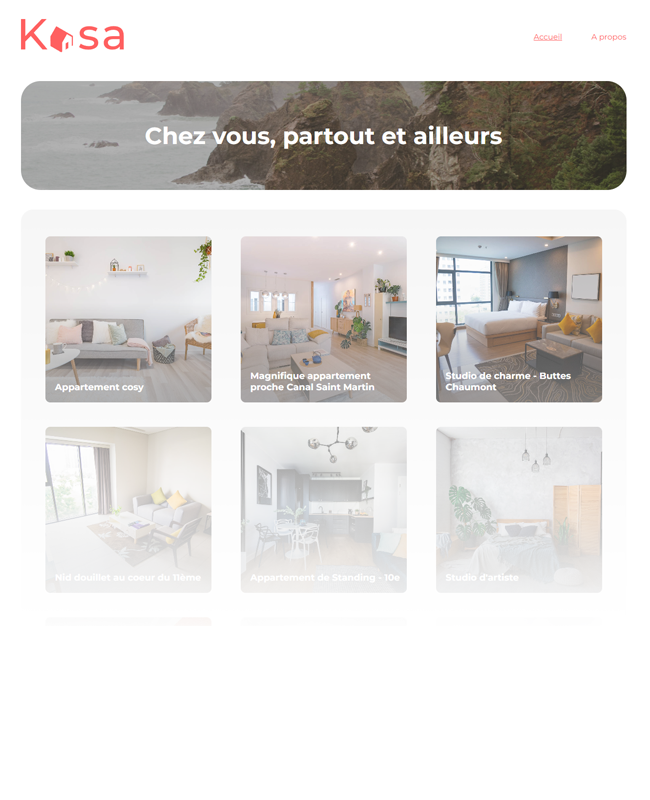 Kasa
Accueil
A propos
Chez vous, partout et ailleurs
Appartement cosy
Magnifique appartement
proche Canal Saint Martin
Studio de charme - Buttes
Chaumont
Nid douillet au coeur du 11ème
Appartement de Standing - 10e
Studio d'artiste